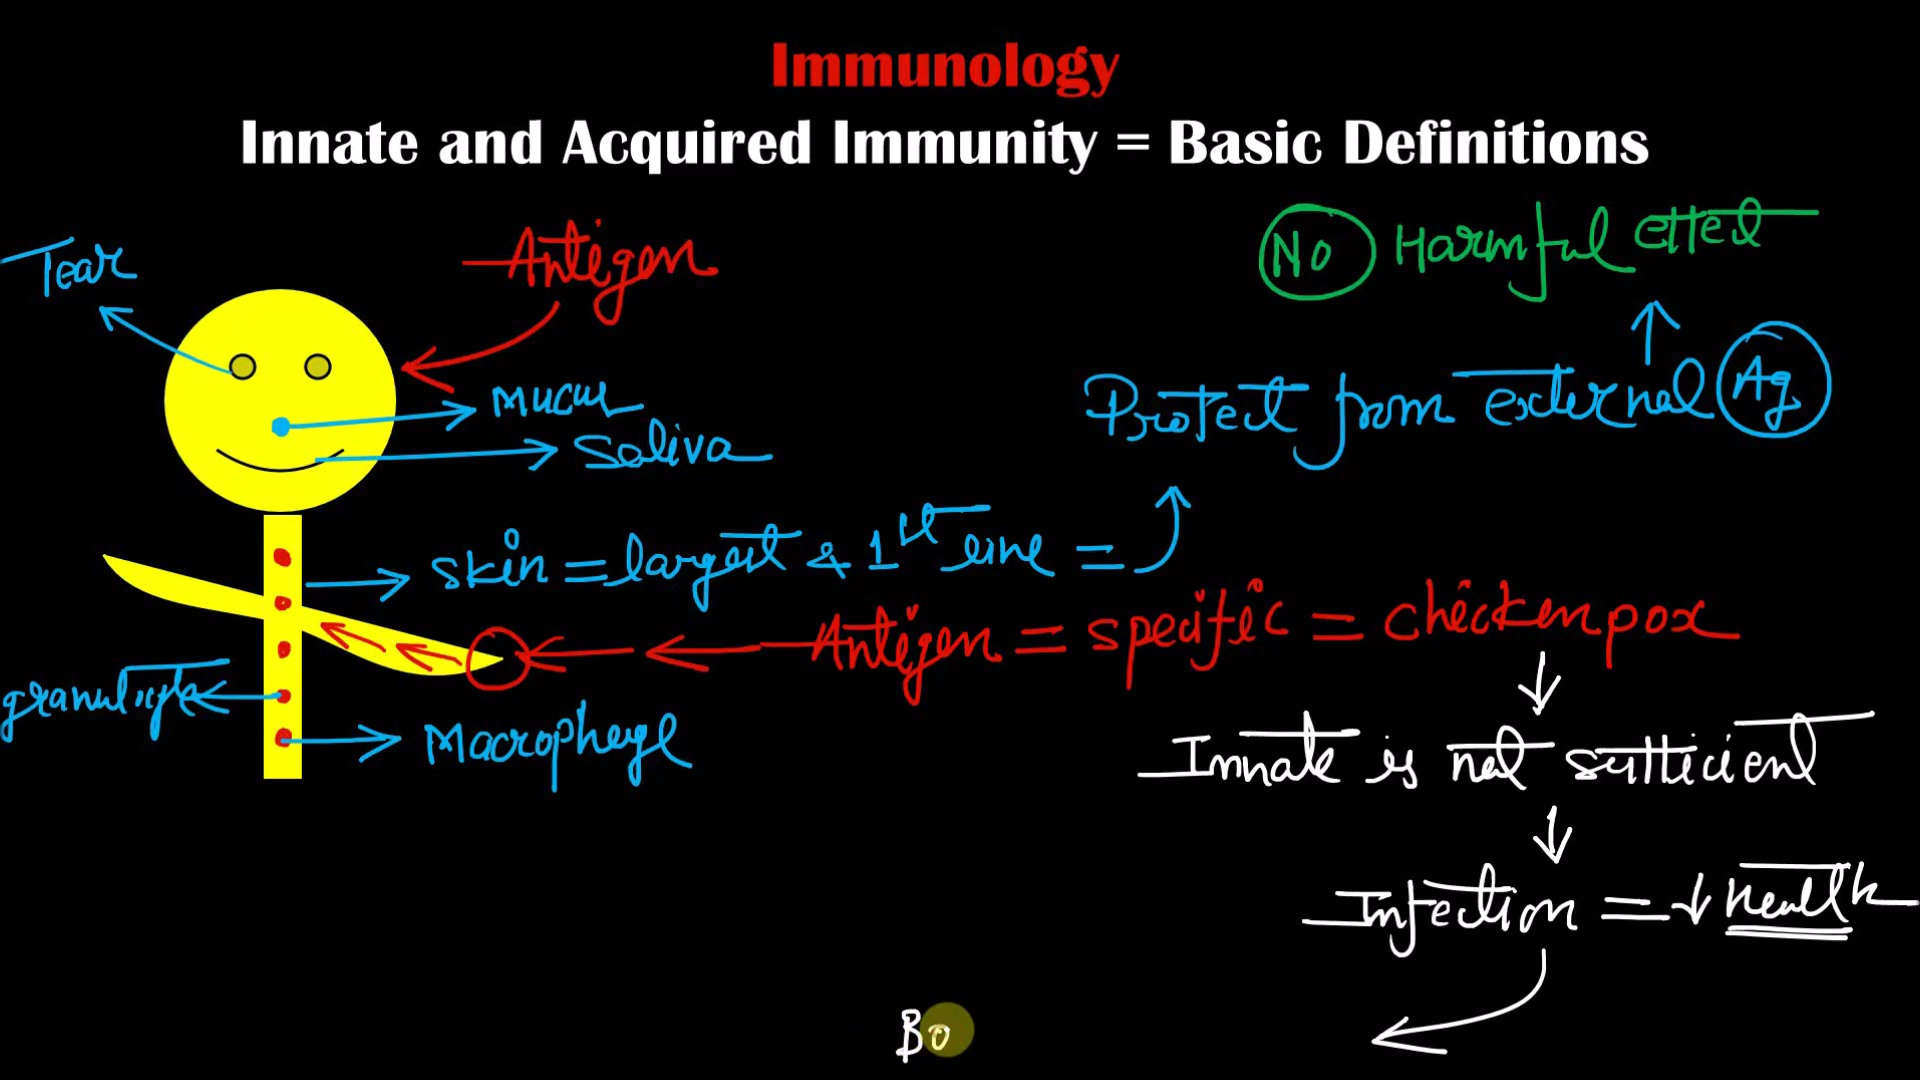 Immunology
Innate and Acquired Immunity = Basic Definitions
Tear
Antigen
No Harmful effect
Mucus
Saliva
Protect from external Ag
skin = largest & 1st line =
Antigen = specific = chickenpox
Macrophage
Innate is not sufficient
Infection = ↓ Health
Bo